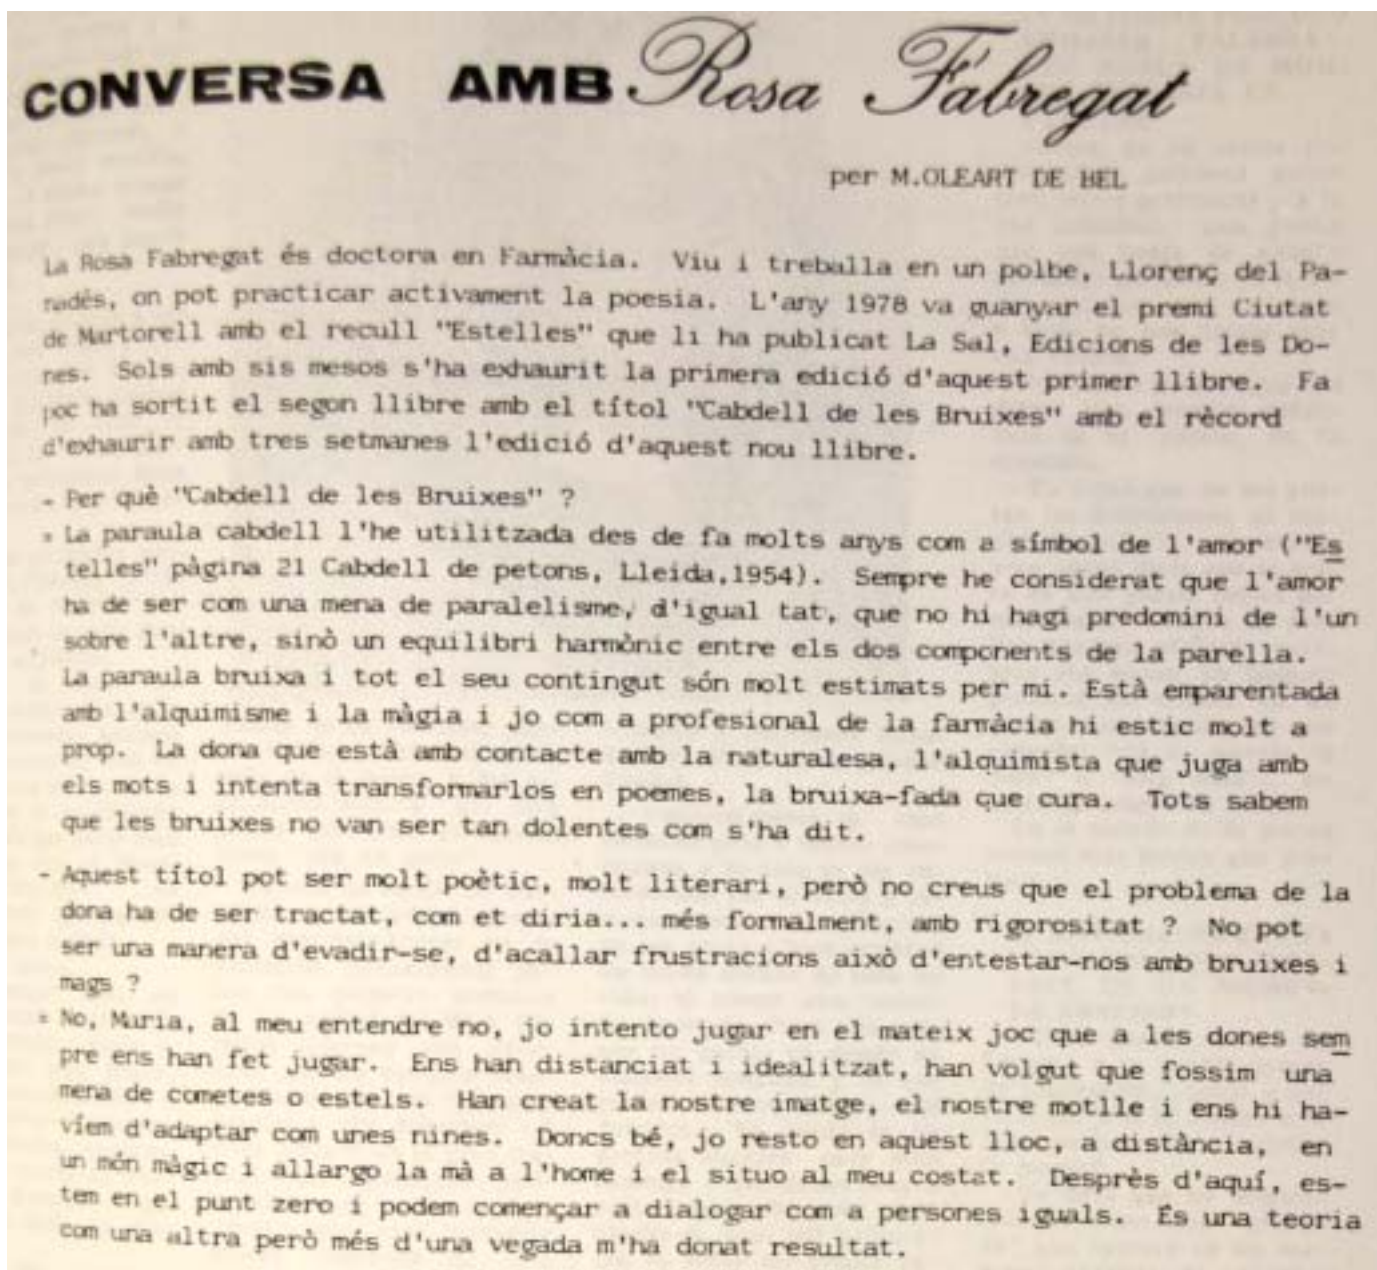 CONVERSA AMB Rosa Fàbregat
per M.OLEART DE BEL
La Rosa Fabregat és doctora en Farmàcia. Viu i treballa en un polbe, Llorenç del Pa-
nadès, on pot practicar activament la poesia. L'any 1978 va guanyar el premi Ciutat
de Martorell amb el recull "Estelles" que li ha publicat La Sal, Edicions de les Do-
nes. Sols amb sis mesos s'ha exhaurit la primera edició d'aquest primer llibre. Fa
poc ha sortit el segon llibre amb el títol "Cabdell de les Bruixes" amb el rècord
d'exhaurir amb tres setmanes l'edició d'aquest nou llibre.
- Per què "Cabdell de les Bruixes" ?
= La paraula cabdell l'he utilitzada des de fa molts anys com a símbol de l'amor ("Es
telles" pàgina 21 Cabdell de petons, Lleida,1954). Sempre he considerat que l'amor
ha de ser com una mena de paralelisme, d'igual tat, que no hi hagi predomini de l'un
sobre l'altre, sinò un equilibri harmònic entre els dos components de la parella.
La paraula bruixa i tot el seu contingut són molt estimats per mi. Està emparentada
amb l'alquimisme i la màgia i jo com a profesional de la farmàcia hi estic molt a
prop. La dona que està amb contacte amb la naturalesa, l'alquimista que juga amb
els mots i intenta transformarlos en poemes, la bruixa-fada que cura. Tots sabem
que les bruixes no van ser tan dolentes com s'ha dit.
- Aquest títol pot ser molt poètic, molt literari, però no creus que el problema de la
dona ha de ser tractat, com et diria... més formalment, amb rigorositat ? No pot
ser una manera d'evadir-se, d'acallar frustracions això d'entestar-nos amb bruixes i
mags ?
= No, Maria, al meu entendre no, jo intento jugar en el mateix joc que a les dones sem
pre ens han fet jugar. Ens han distanciat i idealitzat, han volgut que fossim una
mena de cometes o estels. Han creat la nostre imatge, el nostre motlle i ens hi ha-
víem d'adaptar com unes nines. Doncs bé, jo resto en aquest lloc, a distància, en
un món màgic i allargo la mà a l'home i el situo al meu costat. Desprès d'aquí, es-
tem en el punt zero i podem començar a dialogar com a persones iguals. És una teoria
com una altra però més d'una vegada m'ha donat resultat.